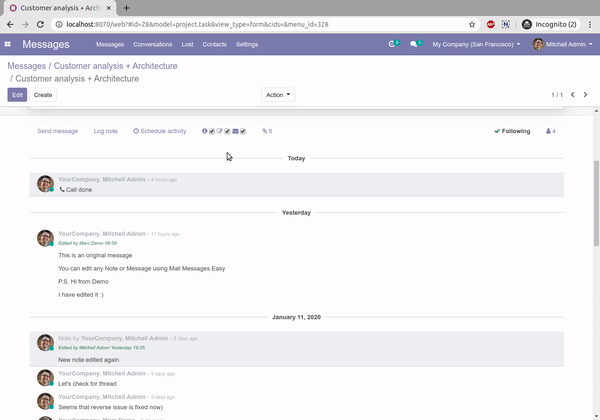 Customer analysis + Architec
localhost:8070/web?#id=28&model=project.task&view_type=form&cids=&menu_id=328
Incognito (2)
Messages Messages Conversations Lost Contacts Settings My Company (San Francisco) Mitchell Admin
Messages / Customer analysis + Architecture
/ Customer analysis + Architecture
Edit Create Action 1 / 1
Send message Log note Schedule activity 0 Following 4
Today
YourCompany, Mitchell Admin - 4 hours ago
Call done
Yesterday
YourCompany, Mitchell Admin - 17 hours ago
Edited by Marc Demo 08:59
This is an original message
You can edit any Note or Message using Mail Messages Easy
P.S. Hi from Demo
I have edited it :)
January 11, 2020
Note by YourCompany, Mitchell Admin - 9 days ago
Edited by Mitchell Admin Yesterday 19:25
New note edited again
YourCompany, Mitchell Admin - 9 days ago
Let's check for thread
YourCompany, Mitchell Admin - 9 days ago
Seems that reverse issue is fixed now)